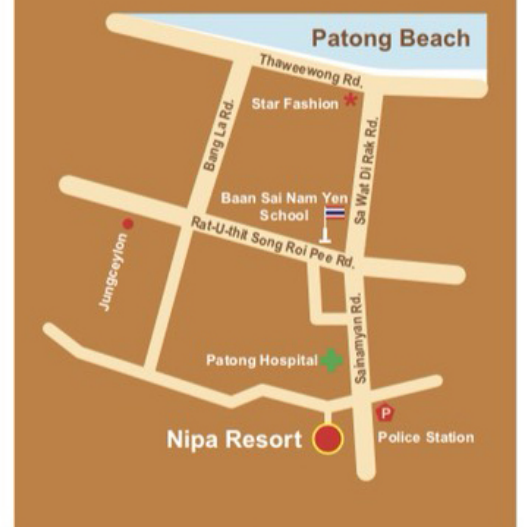 Patong Beach
Thaweewong Rd.
Star Fashion
Bang La Rd.
Sa Wat Di Rak Rd.
Baan Sai Nam Yen
School
Rat-U-thit Song Roi Pee Rd.
Jungceylon
Sainamyan Rd.
Patong Hospital
P
Nipa Resort
Police Station